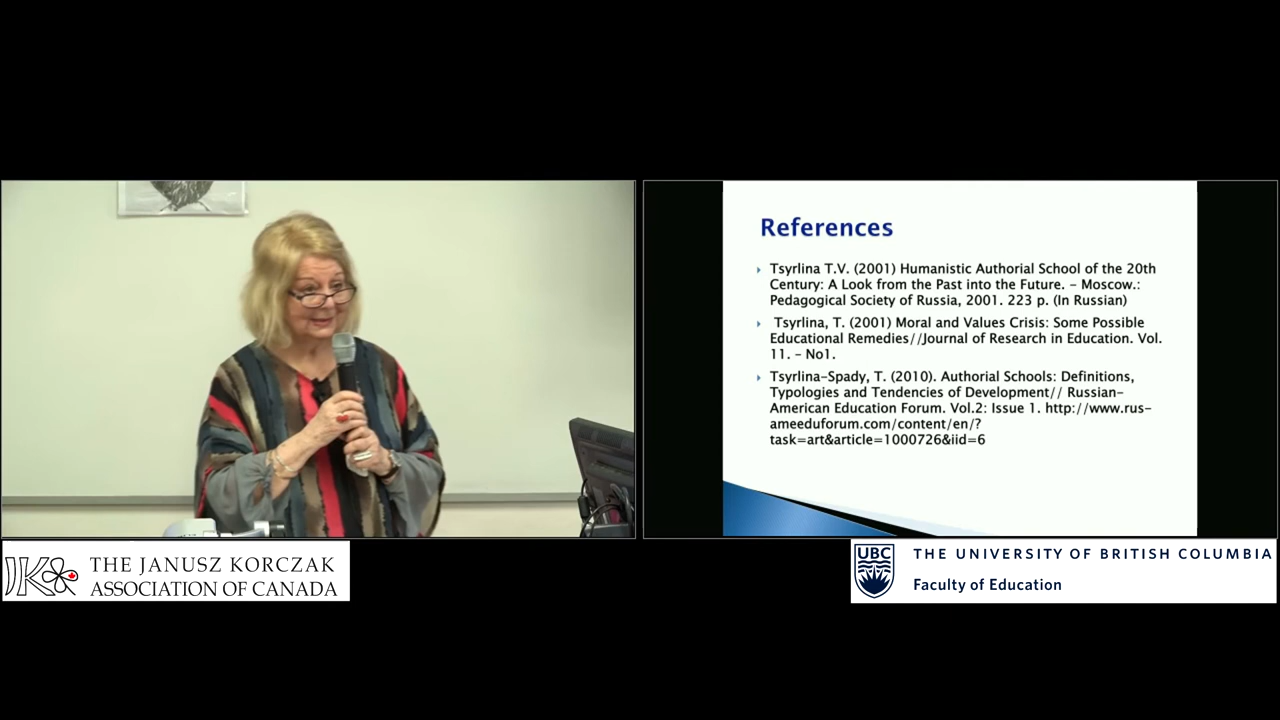 References
Tsyrlina T.V. (2001) Humanistic Authorial School of the 20th
Century: A Look from the Past into the Future. – Moscow.:
Pedagogical Society of Russia, 2001. 223 p. (In Russian)
Tsyrlina, T. (2001) Moral and Values Crisis: Some Possible
Educational Remedies//Journal of Research in Education. Vol.
11. – No1.
Tsyrlina-Spady, T. (2010). Authorial Schools: Definitions,
Typologies and Tendencies of Development// Russian-
American Education Forum. Vol.2: Issue 1. http://www.rus-
ameeduforum.com/content/en/?
task=art&article=1000726&iid=6
JK
THE JANUSZ KORCZAK
ASSOCIATION OF CANADA
UBC
THE UNIVERSITY OF BRITISH COLUMBIA
Faculty of Education